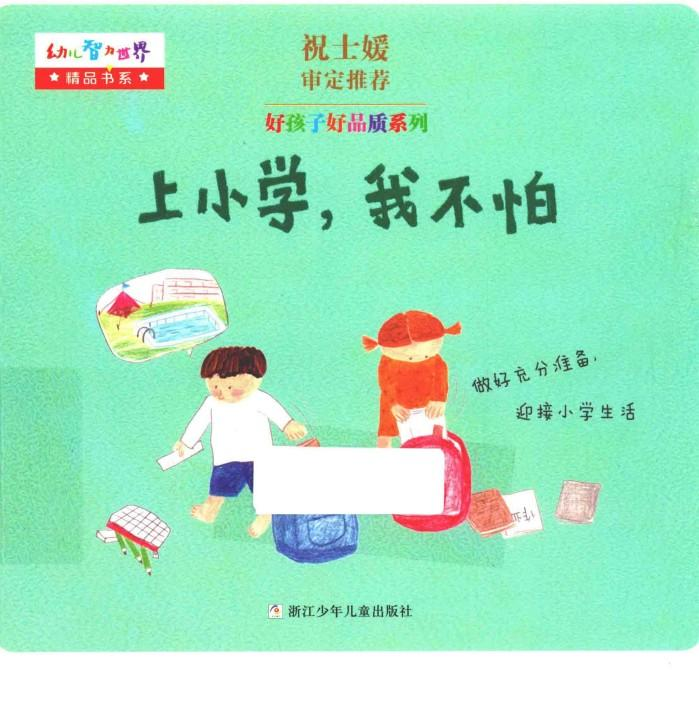 幼儿智力世界
★精品书系★
祝士媛
审定推荐
好孩子好品质系列
上小学，我不怕
做好充分准备，
迎接小学生活
作业
浙江少年儿童出版社